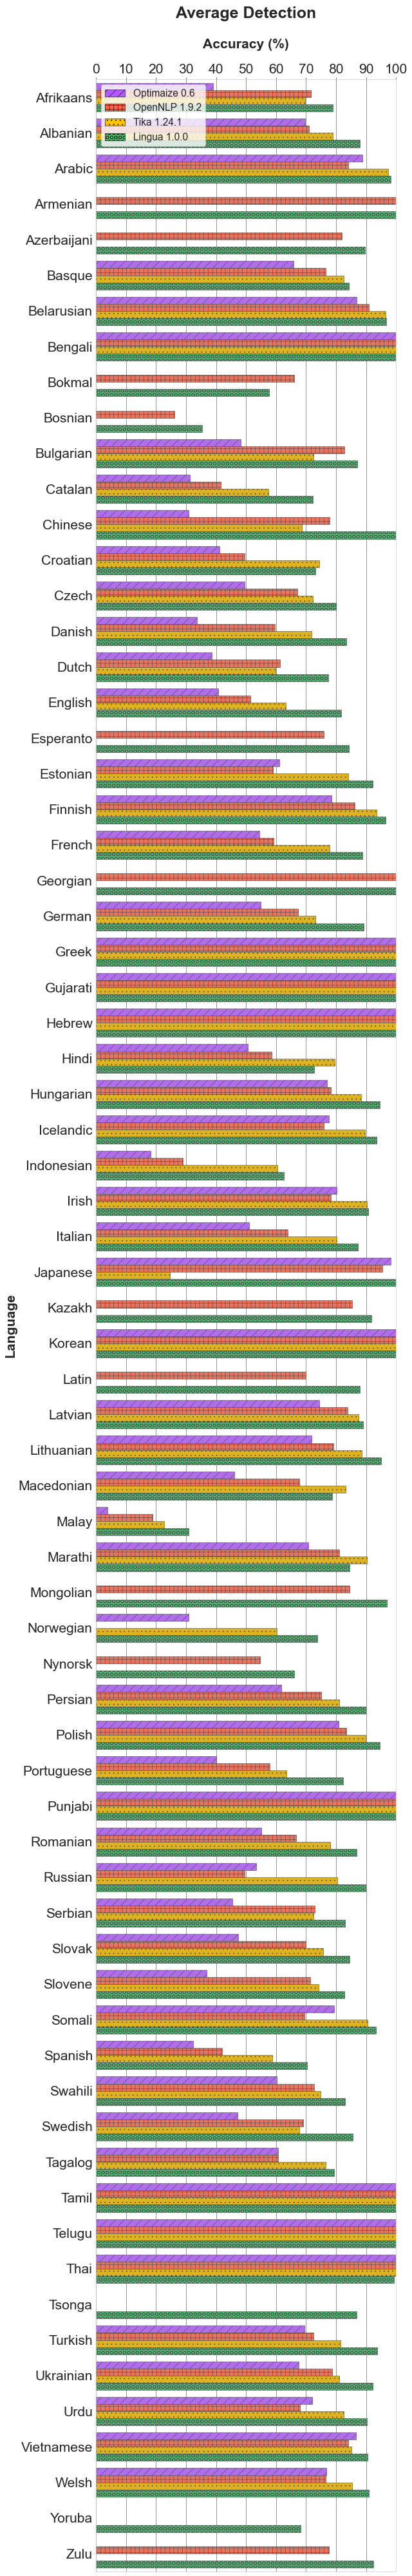 Average Detection
Accuracy (%)
0 10 20 30 40 50 60 70 80 90 100
Optimaize 0.6
OpenNLP 1.9.2
Tika 1.24.1
Lingua 1.0.0
Language
Afrikaans
Albanian
Arabic
Armenian
Azerbaijani
Basque
Belarusian
Bengali
Bokmal
Bosnian
Bulgarian
Catalan
Chinese
Croatian
Czech
Danish
Dutch
English
Esperanto
Estonian
Finnish
French
Georgian
German
Greek
Gujarati
Hebrew
Hindi
Hungarian
Icelandic
Indonesian
Irish
Italian
Japanese
Kazakh
Korean
Latin
Latvian
Lithuanian
Macedonian
Malay
Marathi
Mongolian
Norwegian
Nynorsk
Persian
Polish
Portuguese
Punjabi
Romanian
Russian
Serbian
Slovak
Slovene
Somali
Spanish
Swahili
Swedish
Tagalog
Tamil
Telugu
Thai
Tsonga
Turkish
Ukrainian
Urdu
Vietnamese
Welsh
Yoruba
Zulu